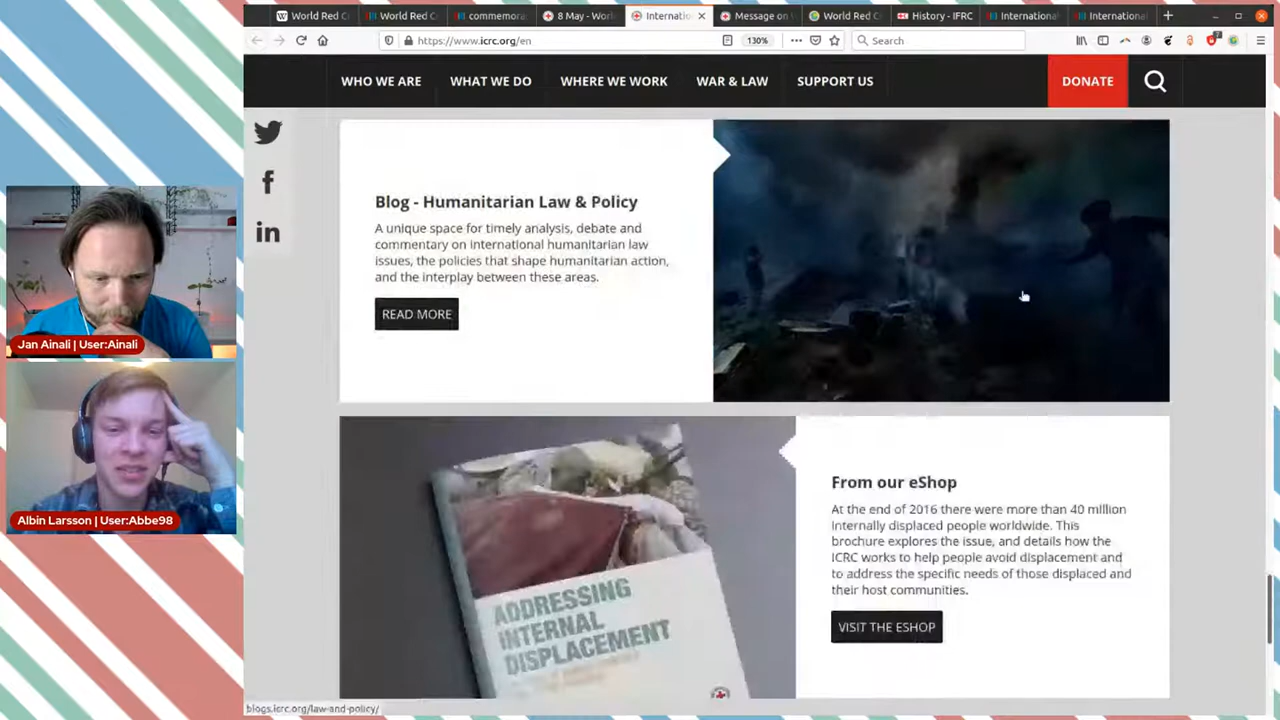 World Red C
World Red C
commemora
8 May - Worl
Internatio
Message on
World Red C
History - IFRC
International
International
https://www.icrc.org/en
130%
Search
7
WHO WE ARE
WHAT WE DO
WHERE WE WORK
WAR & LAW
SUPPORT US
DONATE
Blog - Humanitarian Law & Policy
A unique space for timely analysis, debate and
commentary on international humanitarian law
issues, the policies that shape humanitarian action,
and the interplay between these areas.
READ MORE
Jan Ainali | User:Ainali
Albin Larsson | User:Abbe98
ADDRESSING
INTERNAL
DISPLACEMENT
From our eShop
At the end of 2016 there were more than 40 million
internally displaced people worldwide. This
brochure explores the issue, and details how the
ICRC works to help people avoid displacement and
to address the specific needs of those displaced and
their host communities.
VISIT THE ESHOP
blogs.icrc.org/law-and-policy/